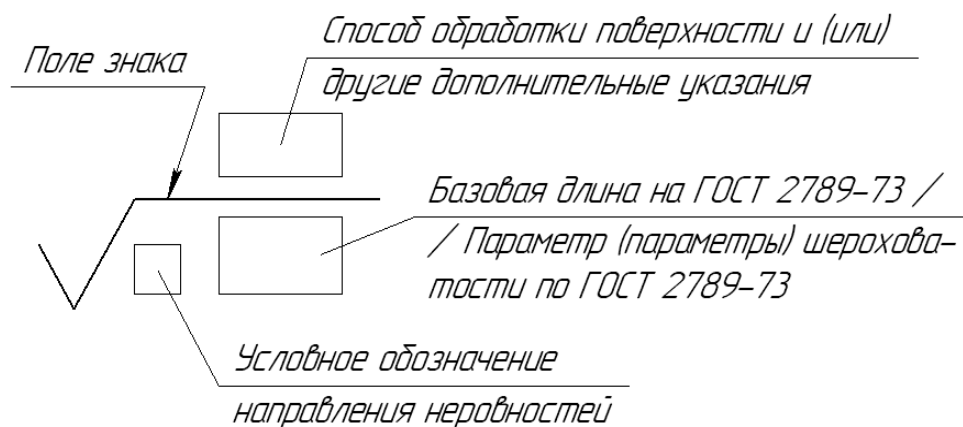 Поле знака
Способ обработки поверхности и (или)
другие дополнительные указания
Базовая длина на ГОСТ 2789–73 /
/ Параметр (параметры) шерохова–
тости по ГОСТ 2789–73
Условное обозначение
направления неровностей